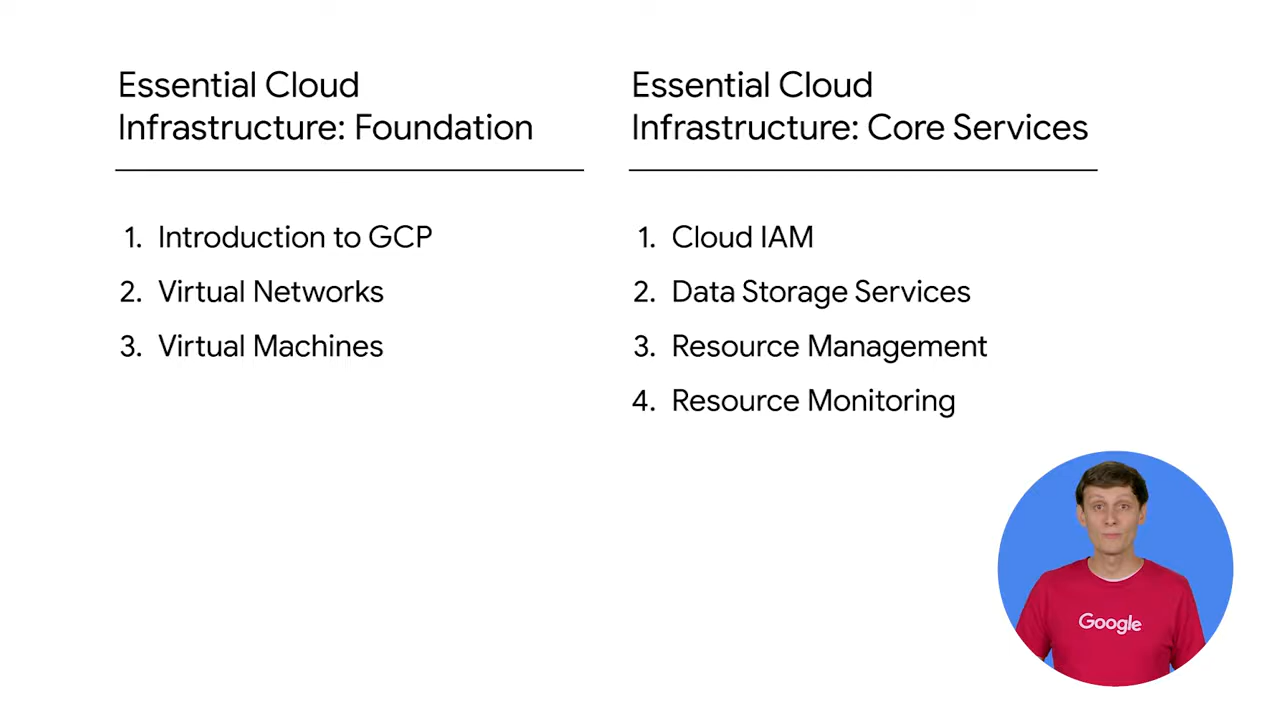 Essential Cloud
Infrastructure: Foundation
1. Introduction to GCP
2. Virtual Networks
3. Virtual Machines
Essential Cloud
Infrastructure: Core Services
1. Cloud IAM
2. Data Storage Services
3. Resource Management
4. Resource Monitoring
Google